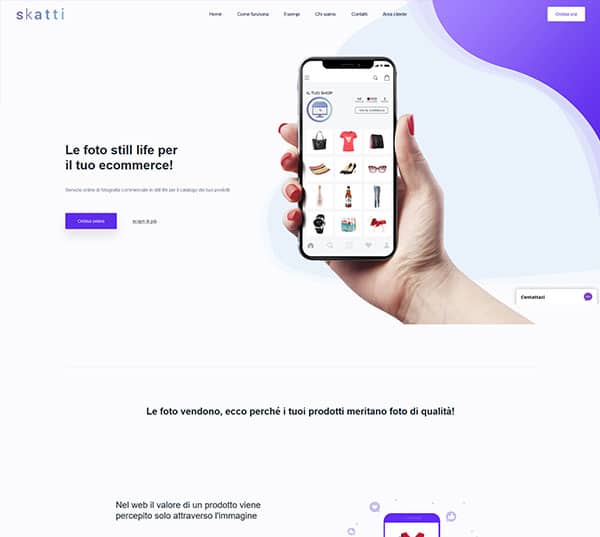 skatti
Home Come funziona Esempi Chi siamo Contatti Area cliente
Ordina ora
IL TUO SHOP
Le foto still life per
il tuo ecommerce!
Servizio online di fotografia commerciale in still life per il catalogo dei tuoi prodotti
Ordina online scopri di più
Contattaci
Le foto vendono, ecco perché i tuoi prodotti meritano foto di qualità!
Nel web il valore di un prodotto viene
percepito solo attraverso l'immagine